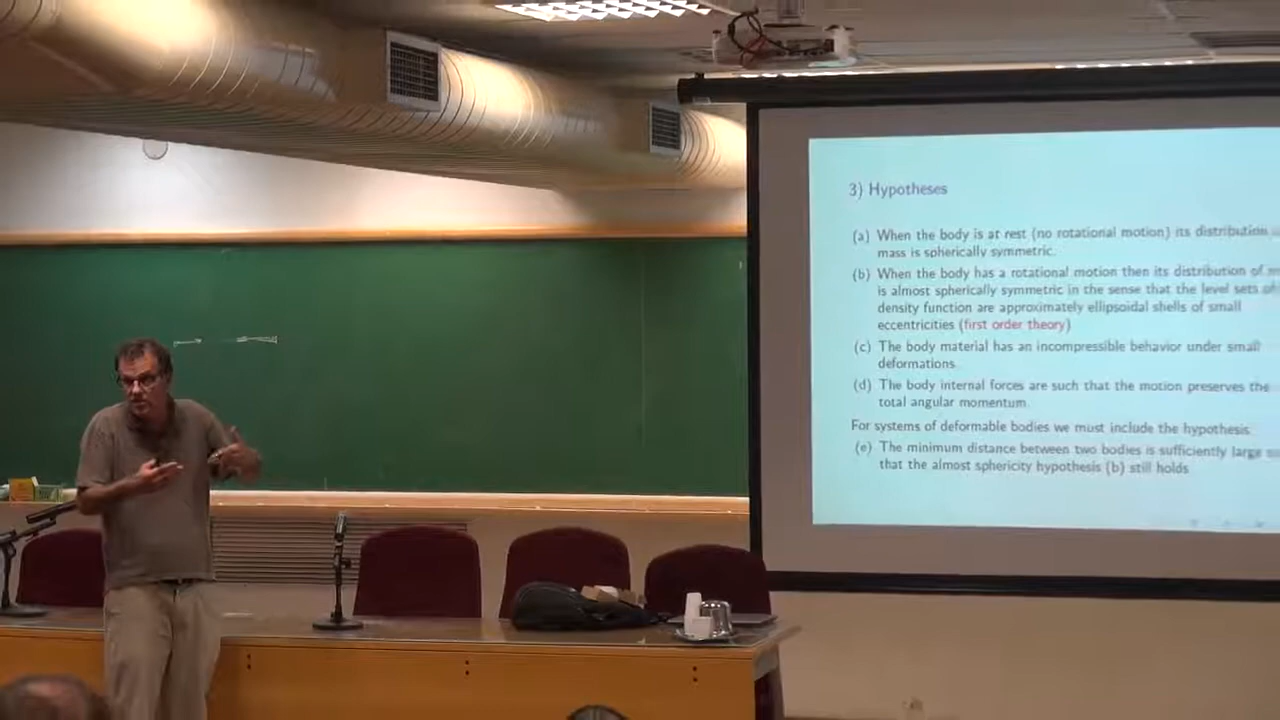 3) Hypotheses
(a) When the body is at rest (no rotational motion) its distribution
mass is spherically symmetric.
(b) When the body has a rotational motion then its distribution of
is almost spherically symmetric in the sense that the level sets of
density function are approximately ellipsoidal shells of small
eccentricities (first order theory)
(c) The body material has an incompressible behavior under small
deformations.
(d) The body internal forces are such that the motion preserves the
total angular momentum.
For systems of deformable bodies we must include the hypothesis
(e) The minimum distance between two bodies is sufficiently large
that the almost sphericity hypothesis (b) still holds